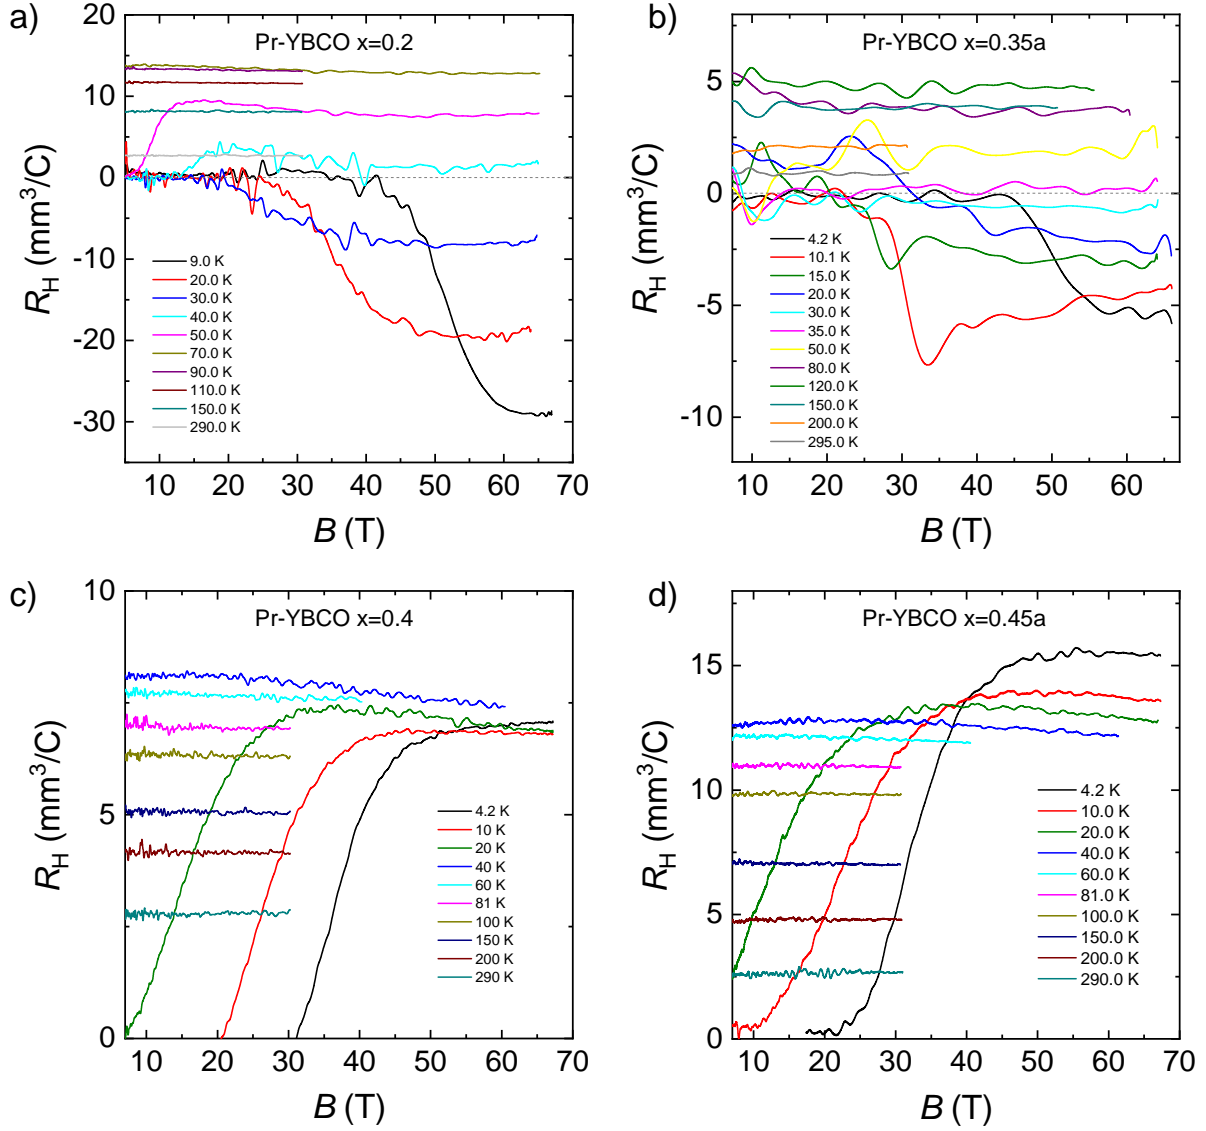 a)
Pr-YBCO x=0.2
20
10
0
-10
-20
-30
R_H (mm³/C)
9.0 K
20.0 K
30.0 K
40.0 K
50.0 K
70.0 K
90.0 K
110.0 K
150.0 K
290.0 K
10 20 30 40 50 60 70
B (T)
b)
Pr-YBCO x=0.35a
5
0
-5
-10
R_H (mm³/C)
4.2 K
10.1 K
15.0 K
20.0 K
30.0 K
35.0 K
50.0 K
80.0 K
120.0 K
150.0 K
200.0 K
295.0 K
10 20 30 40 50 60
B (T)
c)
Pr-YBCO x=0.4
10
5
0
R_H (mm³/C)
4.2 K
10 K
20 K
40 K
60 K
81 K
100 K
150 K
200 K
290 K
10 20 30 40 50 60 70
B (T)
d)
Pr-YBCO x=0.45a
15
10
5
0
R_H (mm³/C)
4.2 K
10.0 K
20.0 K
40.0 K
60.0 K
81.0 K
100.0 K
150.0 K
200.0 K
290.0 K
10 20 30 40 50 60 70
B (T)